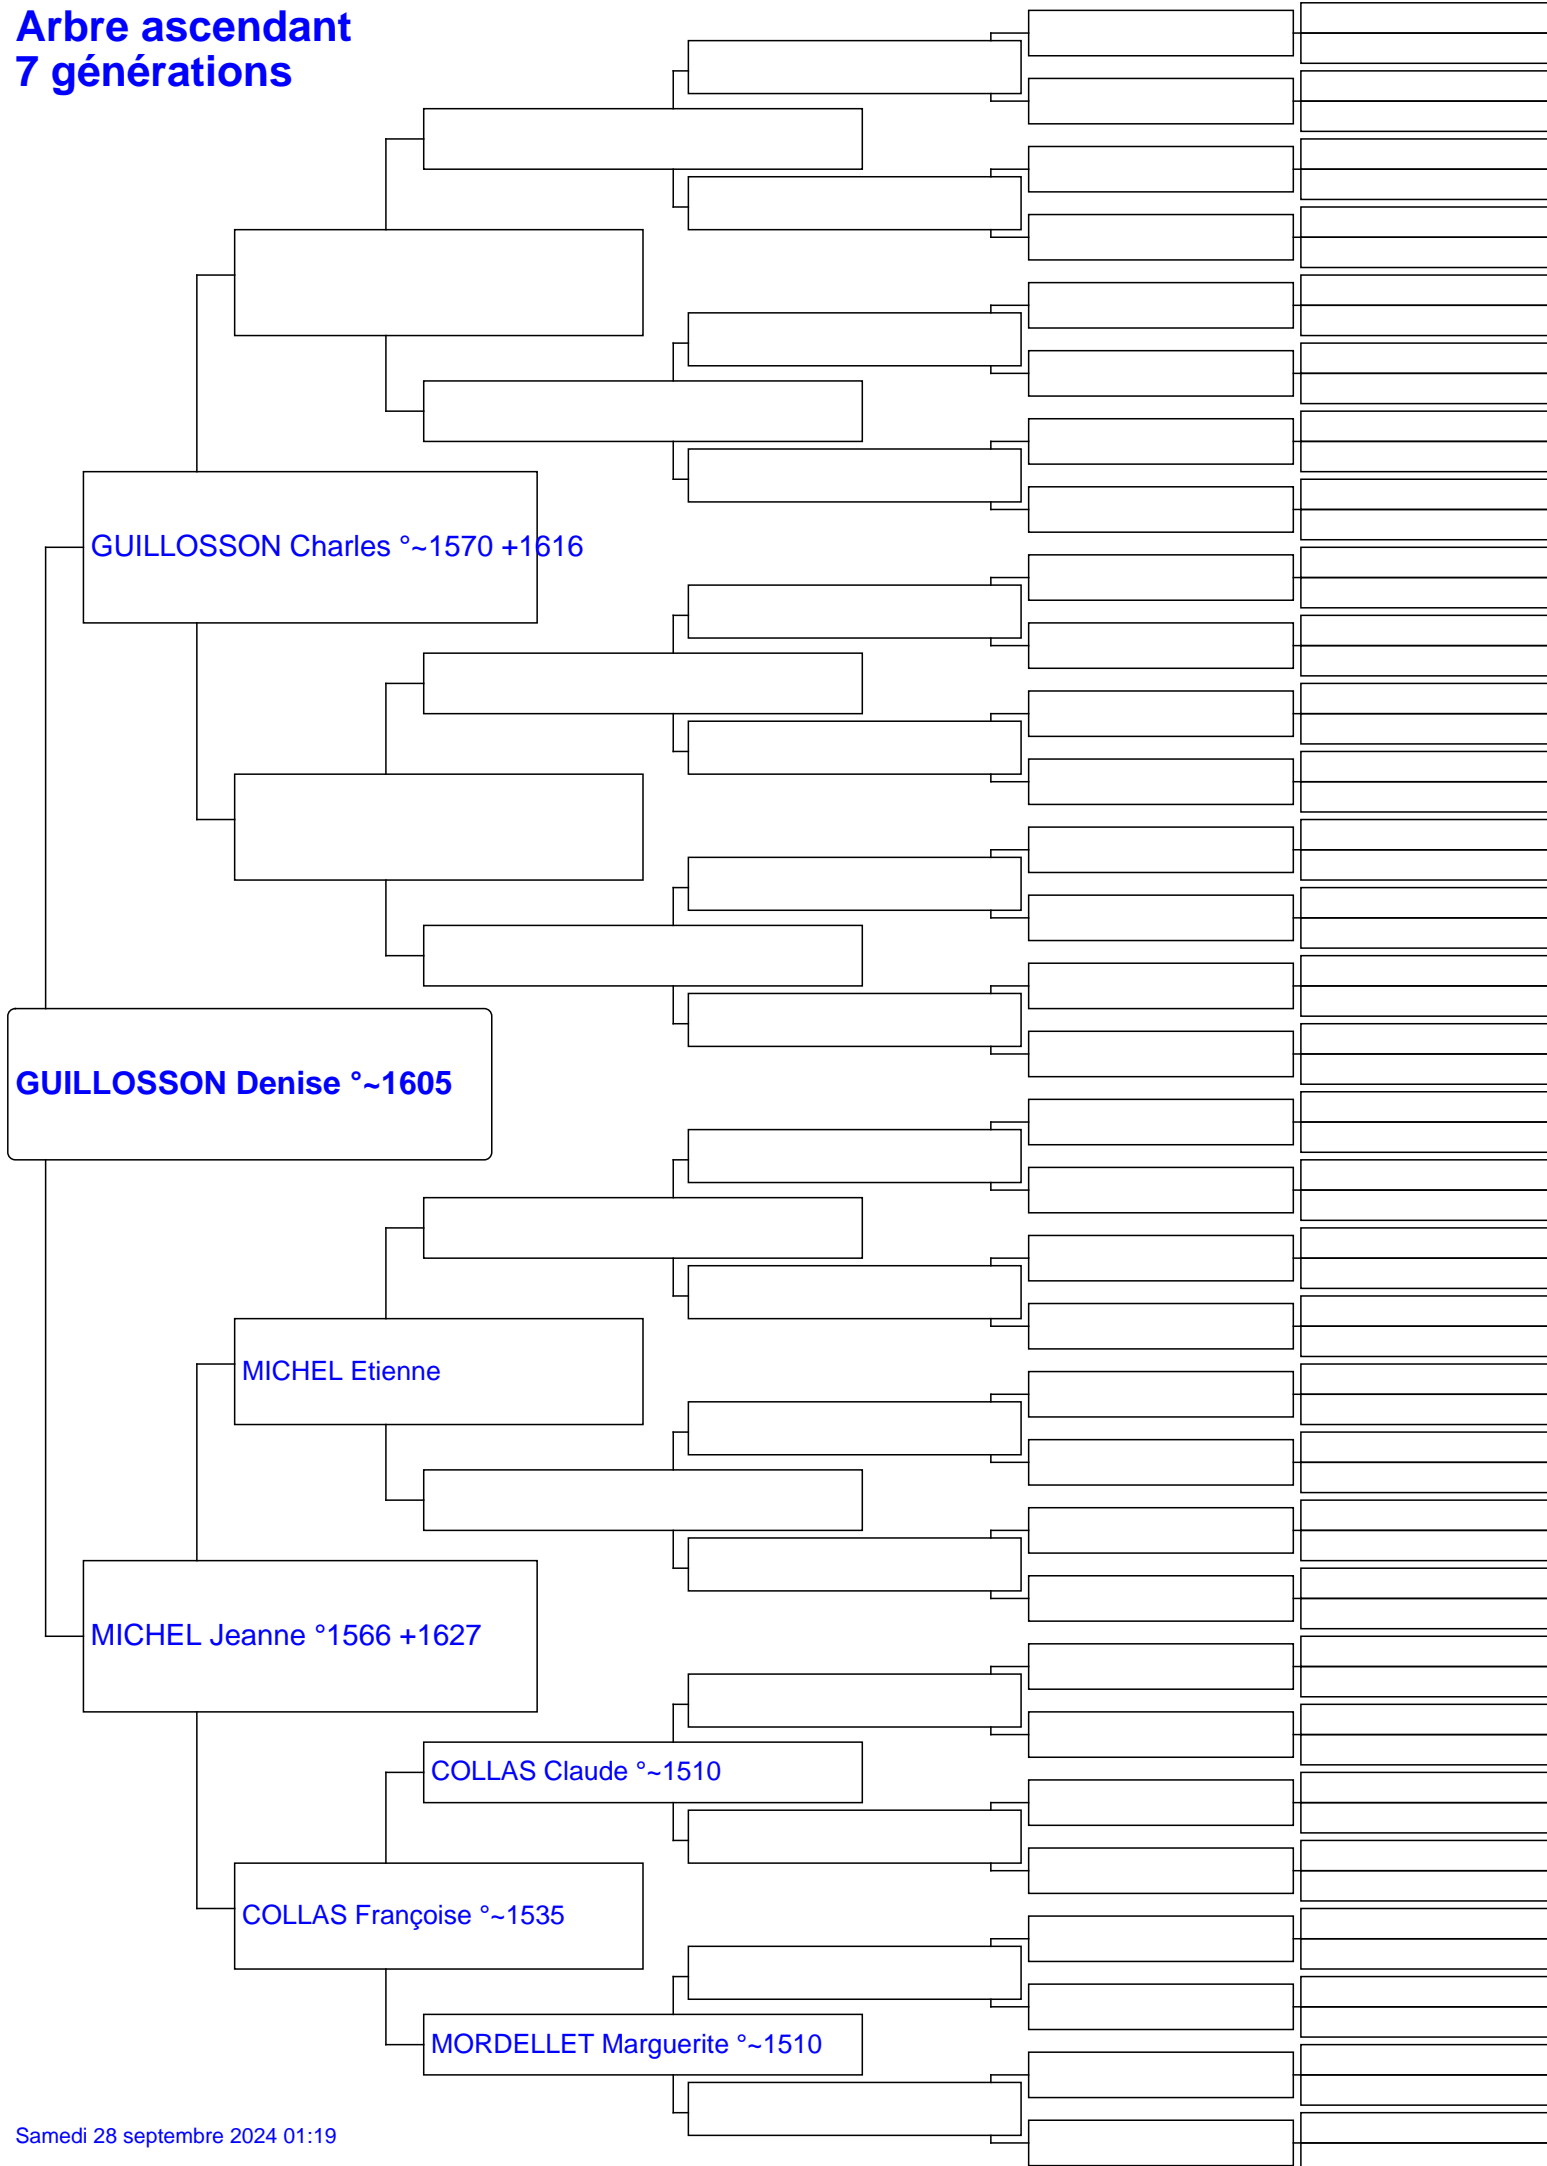 Arbre ascendant
7 générations
GUILLOSSON Charles °~1570 +1616
GUILLOSSON Denise °~1605
MICHEL Etienne
MICHEL Jeanne °1566 +1627
COLLAS Claude °~1510
COLLAS Françoise °~1535
MORDELLET Marguerite °~1510
Samedi 28 septembre 2024 01:19